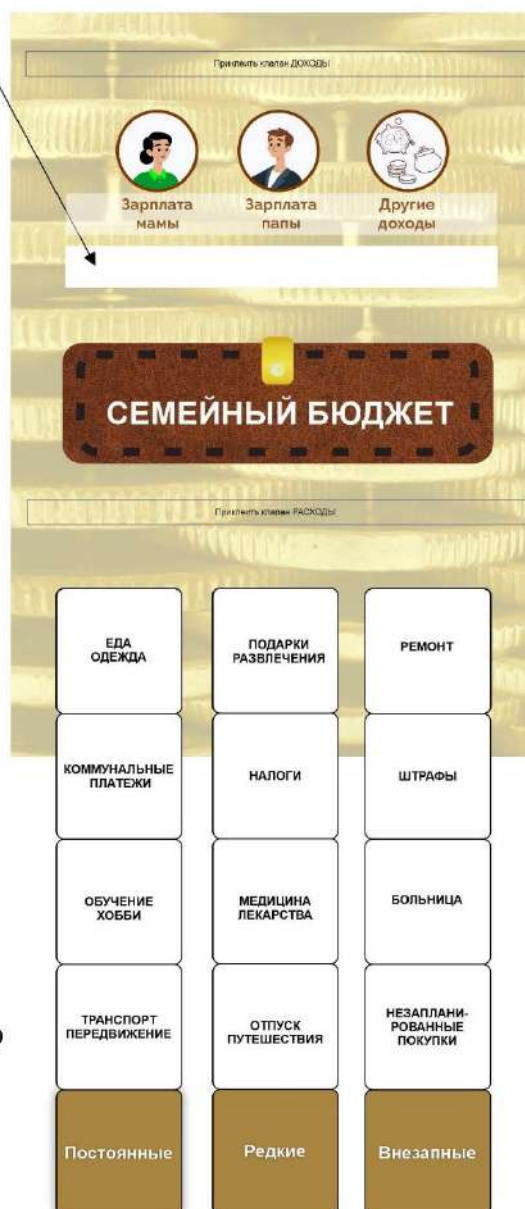 Приклеить клапан ДОХОДЫ
Зарплата
мамы
Зарплата
папы
Другие
доходы
СЕМЕЙНЫЙ БЮДЖЕТ
Приклеить клапан РАСХОДЫ
ЕДА
ОДЕЖДА
ПОДАРКИ
РАЗВЛЕЧЕНИЯ
РЕМОНТ
КОММУНАЛЬНЫЕ
ПЛАТЕЖИ
НАЛОГИ
ШТРАФЫ
ОБУЧЕНИЕ
ХОББИ
МЕДИЦИНА
ЛЕКАРСТВА
БОЛЬНИЦА
ТРАНСПОРТ
ПЕРЕДВИЖЕНИЕ
ОТПУСК
ПУТЕШЕСТВИЯ
НЕЗАПЛАНИ-
РОВАННЫЕ
ПОКУПКИ
Постоянные
Редкие
Внезапные